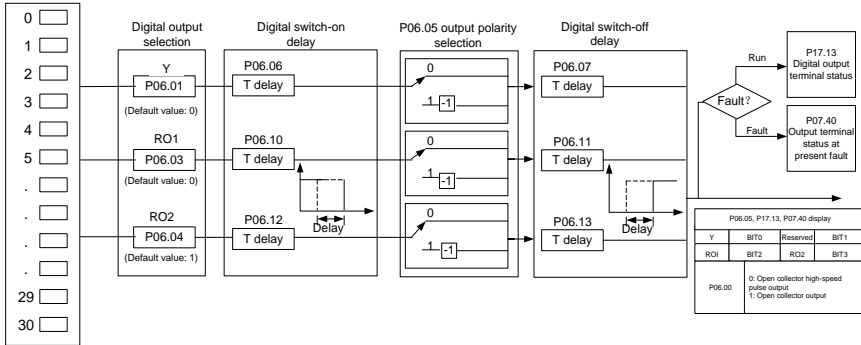 0
1
2
3
4
5
.
.
.
.
29
30
Digital output
selection
Y
P06.01
(Default value: 0)
RO1
P06.03
(Default value: 0)
RO2
P06.04
(Default value: 1)
Digital switch-on
delay
P06.06
T delay
P06.10
T delay
P06.12
T delay
Delay
P06.05 output polarity
selection
0
1
-1
0
1
-1
0
1
-1
Digital switch-off
delay
P06.07
T delay
P06.11
T delay
P06.13
T delay
Delay
Fault?
Run
Fault
P17.13
Digital output
terminal status
P07.40
Output terminal
status at
present fault
P06.05, P17.13, P07.40 display
Y BIT0 Reserved BIT1
ROI BIT2 RO2 BIT3
P06.00
0: Open collector high-speed
pulse output
1: Open collector output